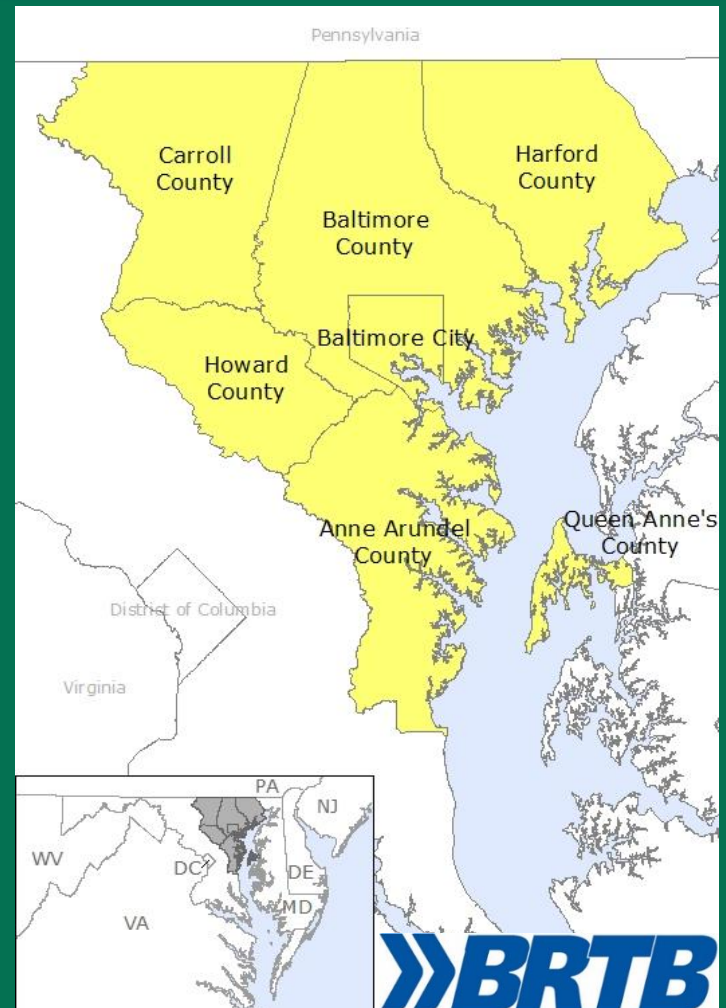 Pennsylvania
Carroll
County
Harford
County
Baltimore
County
Baltimore City
Howard
County
Anne Arundel
County
Queen Anne's
County
District of Columbia
Virginia
PA
NJ
WV
DC
DE
MD
VA
BRTB